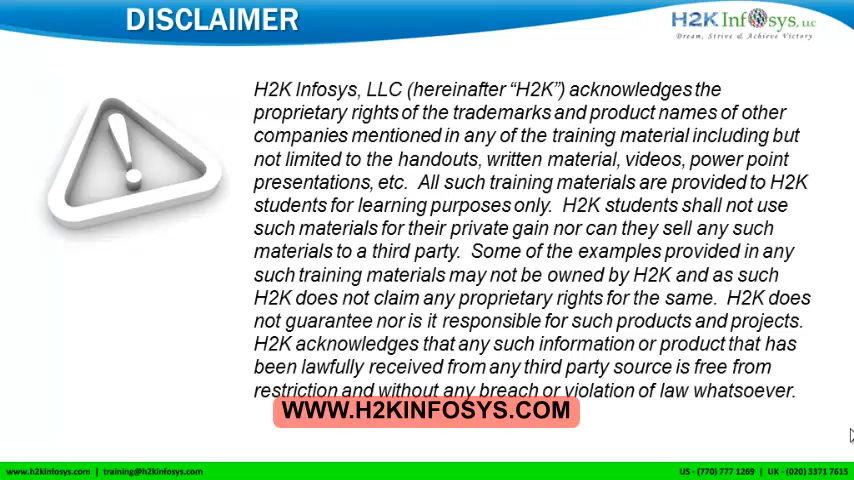 DISCLAIMER
H2K Infosys, LLC
Dream, Strive & Achieve Victory
H2K Infosys, LLC (hereinafter “H2K”) acknowledges the
proprietary rights of the trademarks and product names of other
companies mentioned in any of the training material including but
not limited to the handouts, written material, videos, power point
presentations, etc. All such training materials are provided to H2K
students for learning purposes only. H2K students shall not use
such materials for their private gain nor can they sell any such
materials to a third party. Some of the examples provided in any
such training materials may not be owned by H2K and as such
H2K does not claim any proprietary rights for the same. H2K does
not guarantee nor is it responsible for such products and projects.
H2K acknowledges that any such information or product that has
been lawfully received from any third party source is free from
restriction and without any breach or violation of law whatsoever.
WWW.H2KINFOSYS.COM
www.h2kinfosys.com | training@h2kinfosys.com
US - (770) 777 1269 | UK - (020) 3371 7615